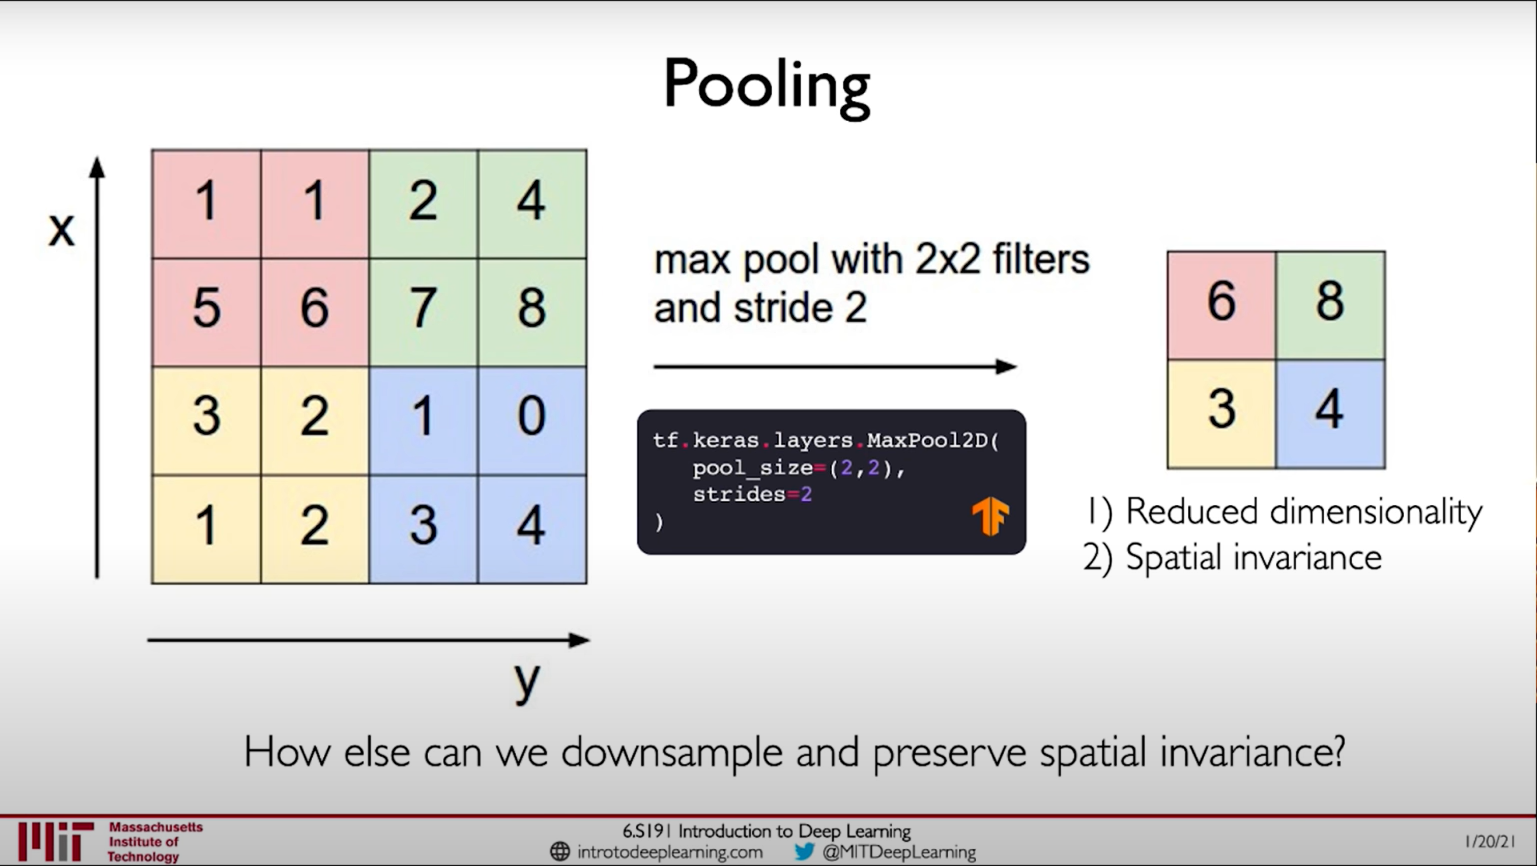 Pooling
x
1 1 2 4
5 6 7 8
3 2 1 0
1 2 3 4
y
max pool with 2x2 filters
and stride 2
tf.keras.layers.MaxPool2D(
pool_size=(2,2),
strides=2
)
6 8
3 4
1) Reduced dimensionality
2) Spatial invariance
How else can we downsample and preserve spatial invariance?
Massachusetts
Institute of
Technology
6.S191 Introduction to Deep Learning
introtodeeplearning.com @MITDeepLearning
1/20/21